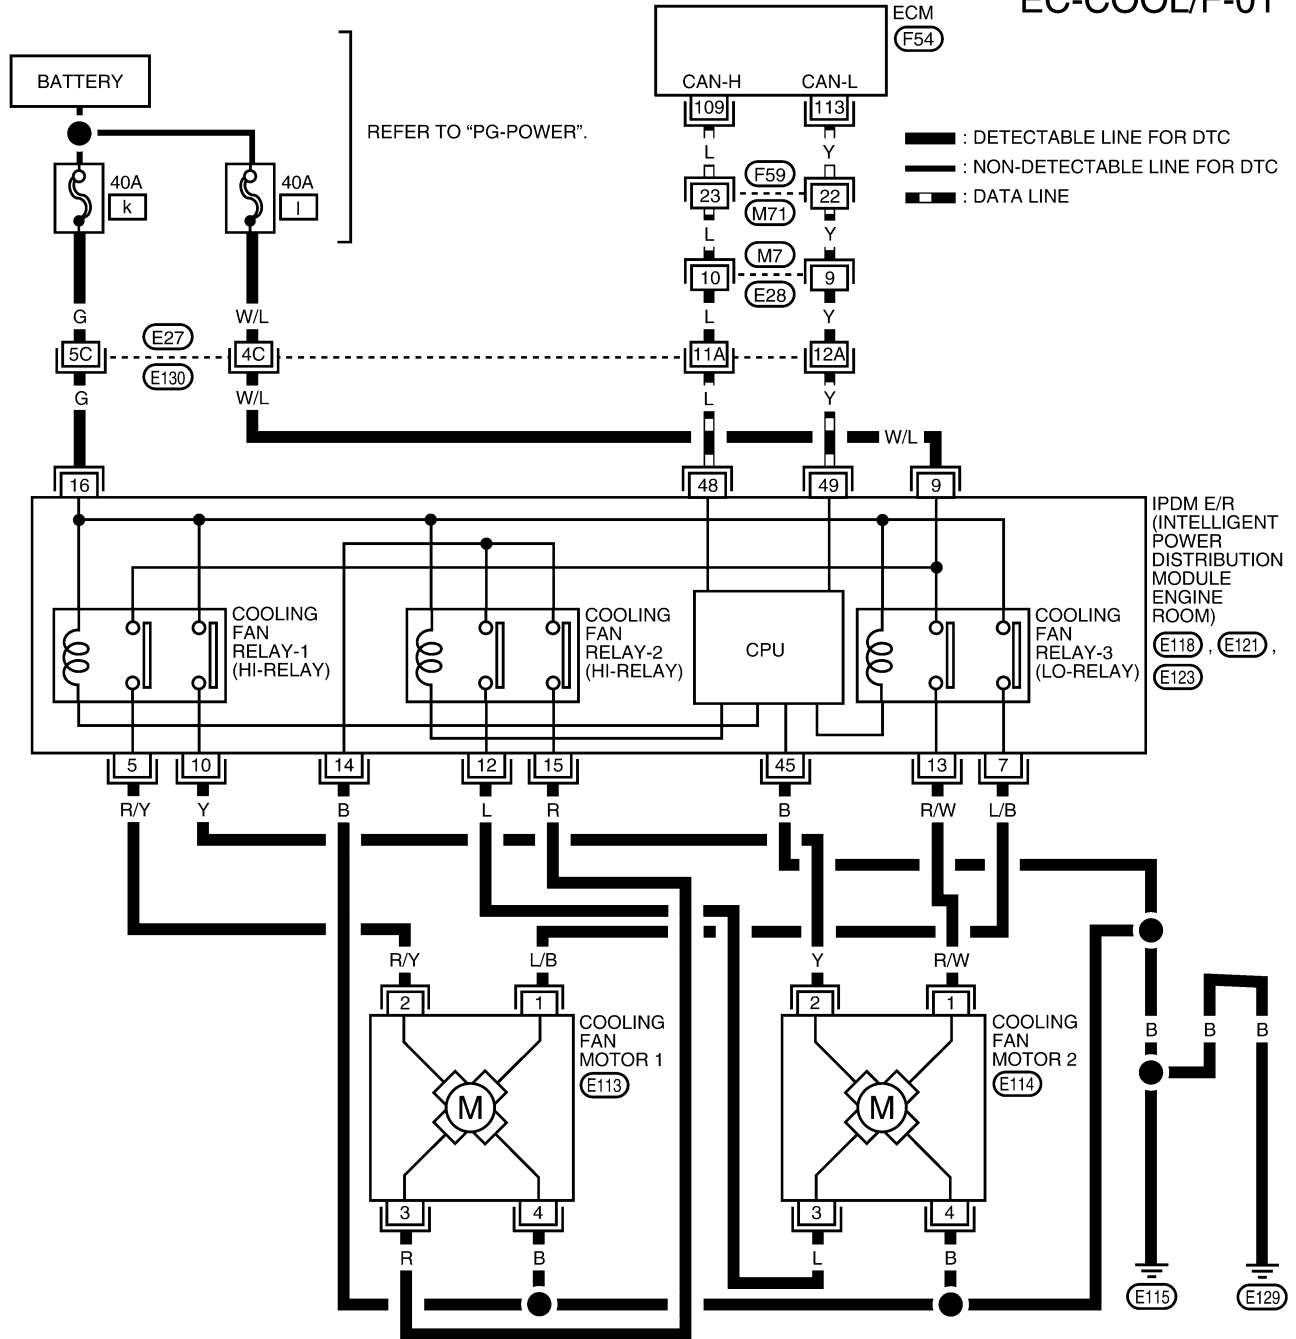 EC-COOL/F-01
ECM
F54
BATTERY
CAN-H
CAN-L
109
113
REFER TO “PG-POWER”.
: DETECTABLE LINE FOR DTC
: NON-DETECTABLE LINE FOR DTC
: DATA LINE
L
Y
40A
k
40A
l
F59
23
22
M71
L
Y
M7
10
9
E28
G
W/L
L
Y
E27
5C
4C
11A
12A
E130
G
W/L
L
Y
W/L
16
48
49
9
IPDM E/R
(INTELLIGENT
POWER
DISTRIBUTION
MODULE
ENGINE
ROOM)
E118 , E121 ,
E123
COOLING
FAN
RELAY-1
(HI-RELAY)
COOLING
FAN
RELAY-2
(HI-RELAY)
CPU
COOLING
FAN
RELAY-3
(LO-RELAY)
5
10
14
12
15
45
13
7
R/Y
Y
B
L
R
B
R/W
L/B
R/Y
L/B
Y
R/W
2
1
2
1
COOLING
FAN
MOTOR 1
E113
COOLING
FAN
MOTOR 2
E114
B
B
B
M
M
3
4
3
4
R
B
L
B
E115
E129